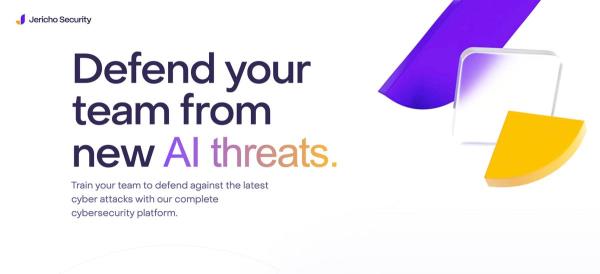 Jericho Security
Defend your
team from
new AI threats.
Train your team to defend against the latest
cyber attacks with our complete
cybersecurity platform.